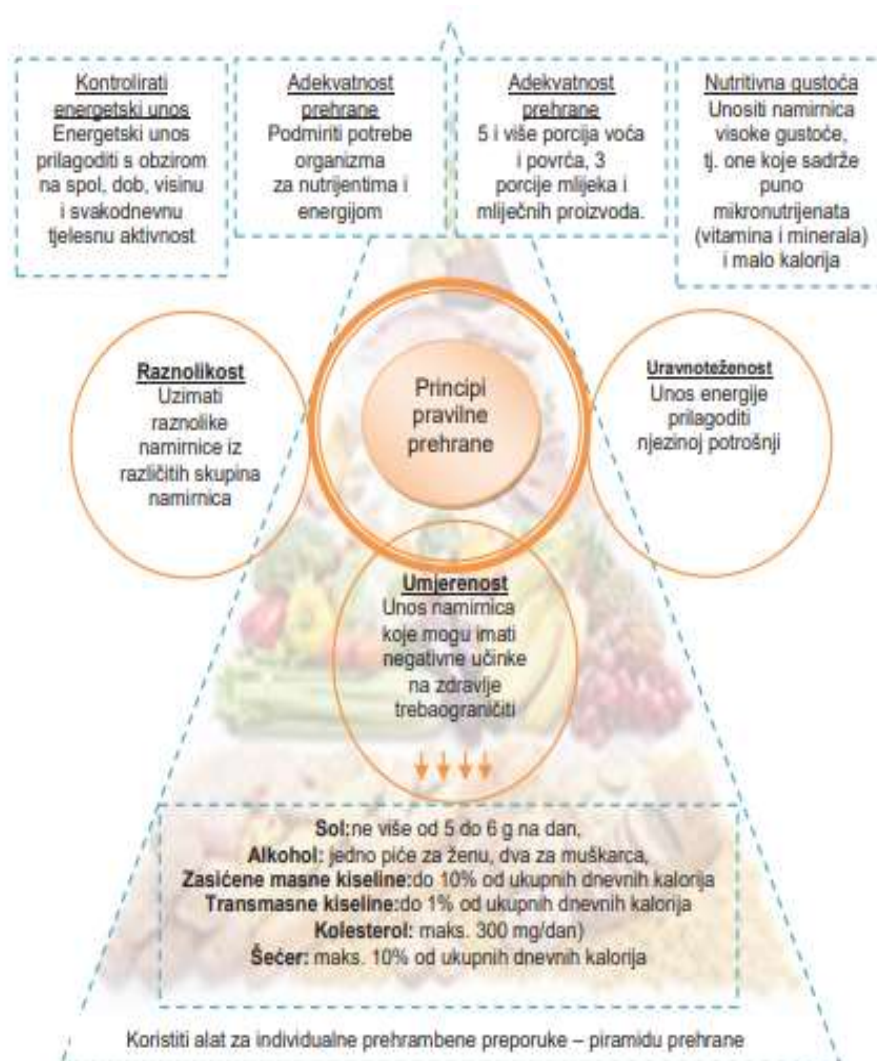 Kontrolirati
energetski unos
Energetski unos
prilagoditi s obzirom
na spol, dob, visinu
i svakodnevnu
tjelesnu aktivnost
Adekvatnost
prehrane
Podmiriti potrebe
organizma
za nutrijentima i
energijom
Adekvatnost
prehrane
5 i više porcija voća
i povrća, 3
porcije mlijeka i
mliječnih proizvoda.
Nutritivna gustoća
Unositi namirnica
visoke gustoće,
tj. one koje sadrže
puno
mikronutrijenata
(vitamina i minerala)
i malo kalorija
Raznolikost
Uzimati
raznolike
namirnice iz
različitih skupina
namirnica
Principi
pravilne
prehrane
Uravnoteženost
Unos energije
prilagoditi
njezinoj potrošnji
Umjerenost
Unos namirnica
koje mogu imati
negativne učinke
na zdravlje
trebaograničiti
Sol:ne više od 5 do 6 g na dan,
Alkohol: jedno piće za ženu, dva za muškarca,
Zasićene masne kiseline:do 10% od ukupnih dnevnih kalorija
Transmasne kiseline:do 1% od ukupnih dnevnih kalorija
Kolesterol: maks. 300 mg/dan)
Šećer: maks. 10% od ukupnih dnevnih kalorija
Koristiti alat za individualne prehrambene preporuke – piramidu prehrane